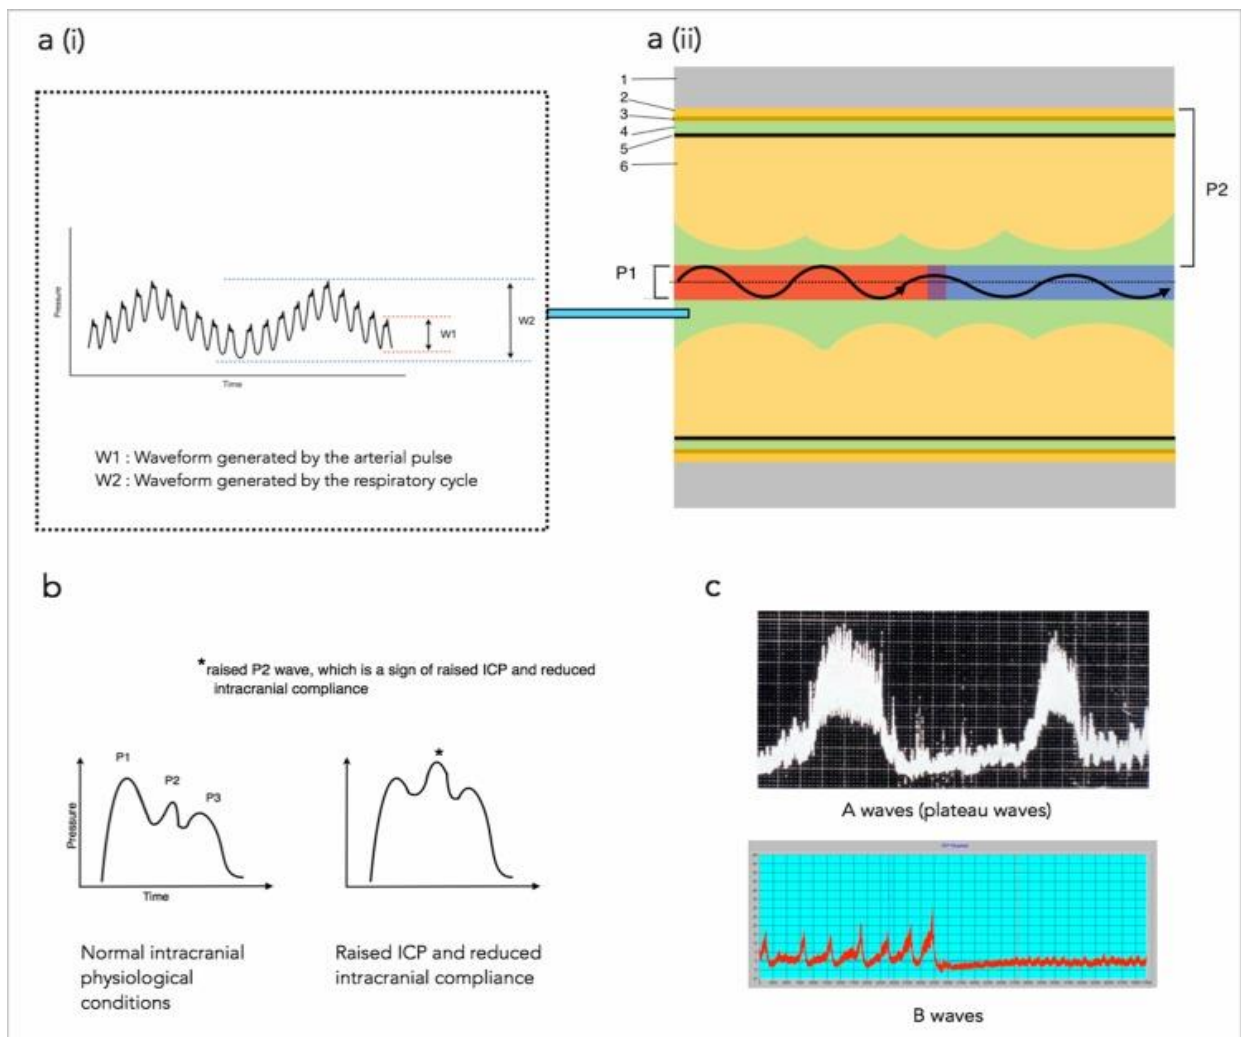 a (i)
Pressure
Time
W1
W2
W1 : Waveform generated by the arterial pulse
W2 : Waveform generated by the respiratory cycle
a (ii)
1
2
3
4
5
6
P1
P2
b
*raised P2 wave, which is a sign of raised ICP and reduced
intracranial compliance
P1
P2
P3
Pressure
Time
Normal intracranial
physiological
conditions
*
Raised ICP and reduced
intracranial compliance
c
A waves (plateau waves)
B waves